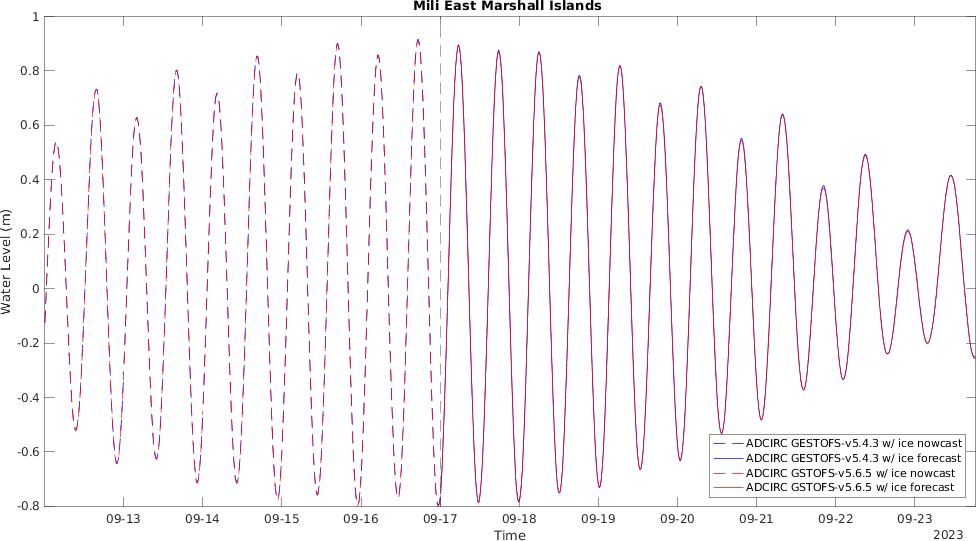 Mili East Marshall Islands
Water Level (m)
1
0.8
0.6
0.4
0.2
0
-0.2
-0.4
-0.6
-0.8
ADCIRC GESTOFS-v5.4.3 w/ ice nowcast
ADCIRC GESTOFS-v5.4.3 w/ ice forecast
ADCIRC GSTOFS-v5.6.5 w/ ice nowcast
ADCIRC GSTOFS-v5.6.5 w/ ice forecast
09-13 09-14 09-15 09-16 09-17 09-18 09-19 09-20 09-21 09-22 09-23
Time
2023